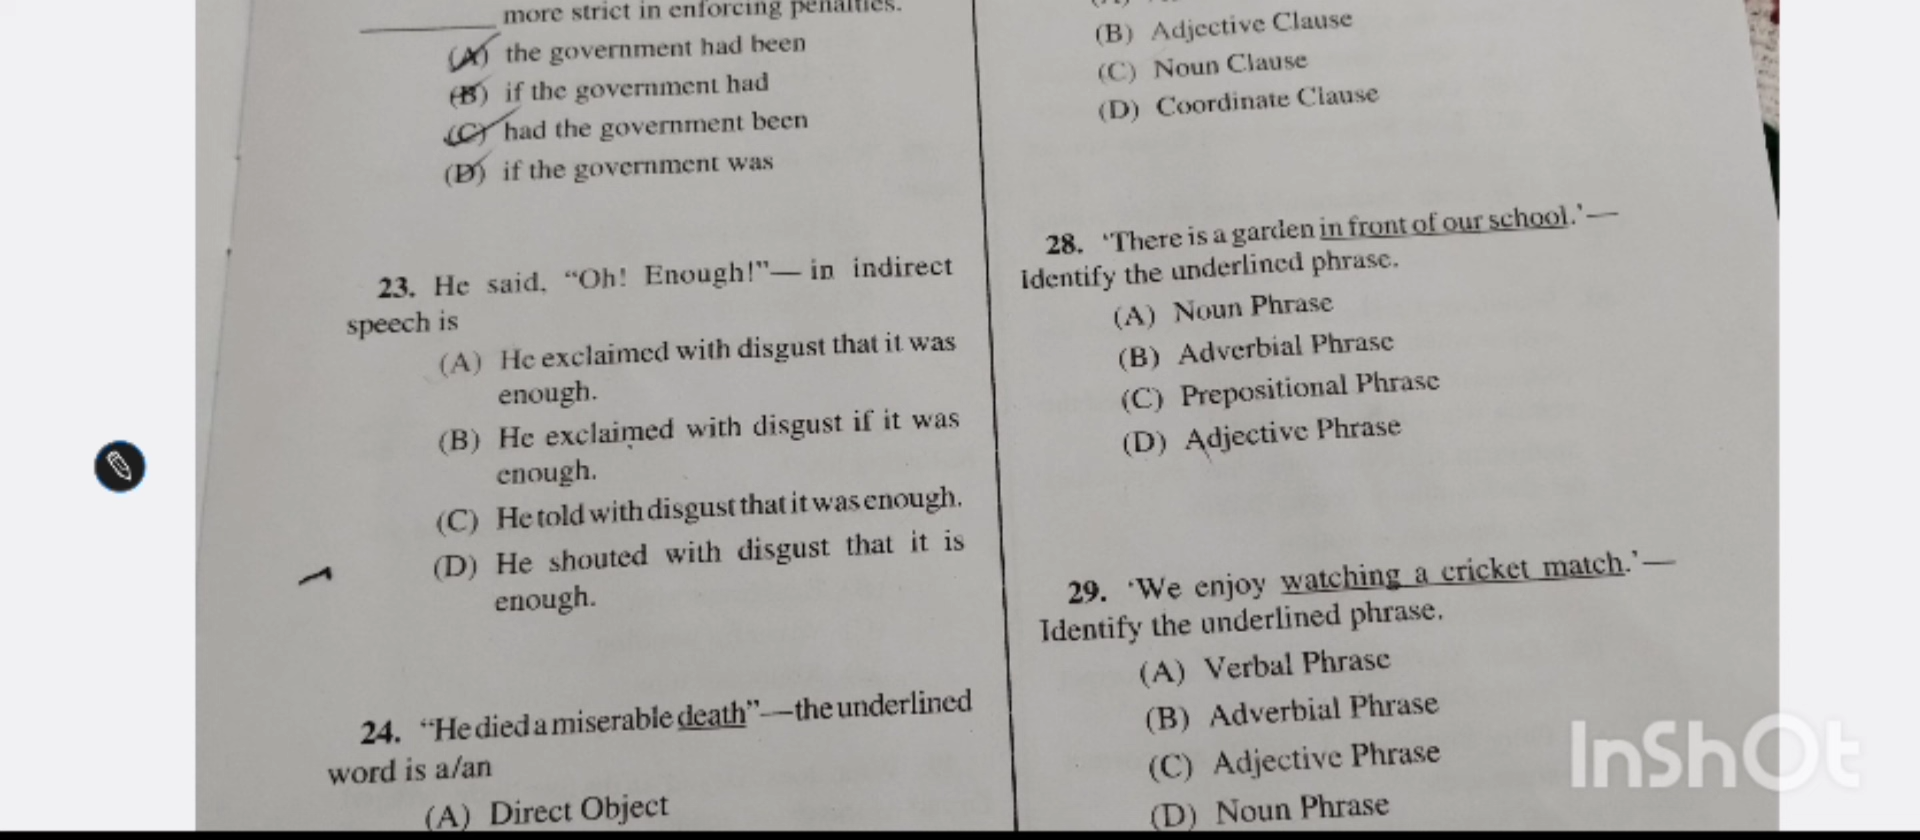 more strict in enforcing penalties.
(A) the government had been
(B) if the government had
(C) had the government been
(D) if the government was
23. He said, “Oh! Enough!”— in indirect
speech is
(A) He exclaimed with disgust that it was
enough.
(B) He exclaimed with disgust if it was
enough.
(C) He told with disgust that it was enough.
(D) He shouted with disgust that it is
enough.
24. “He died a miserable death”—the underlined
word is a/an
(A) Direct Object
(B) Adjective Clause
(C) Noun Clause
(D) Coordinate Clause
28. ‘There is a garden in front of our school.’—
Identify the underlined phrase.
(A) Noun Phrase
(B) Adverbial Phrase
(C) Prepositional Phrase
(D) Adjective Phrase
29. ‘We enjoy watching a cricket match.’—
Identify the underlined phrase.
(A) Verbal Phrase
(B) Adverbial Phrase
(C) Adjective Phrase
(D) Noun Phrase
InShOt